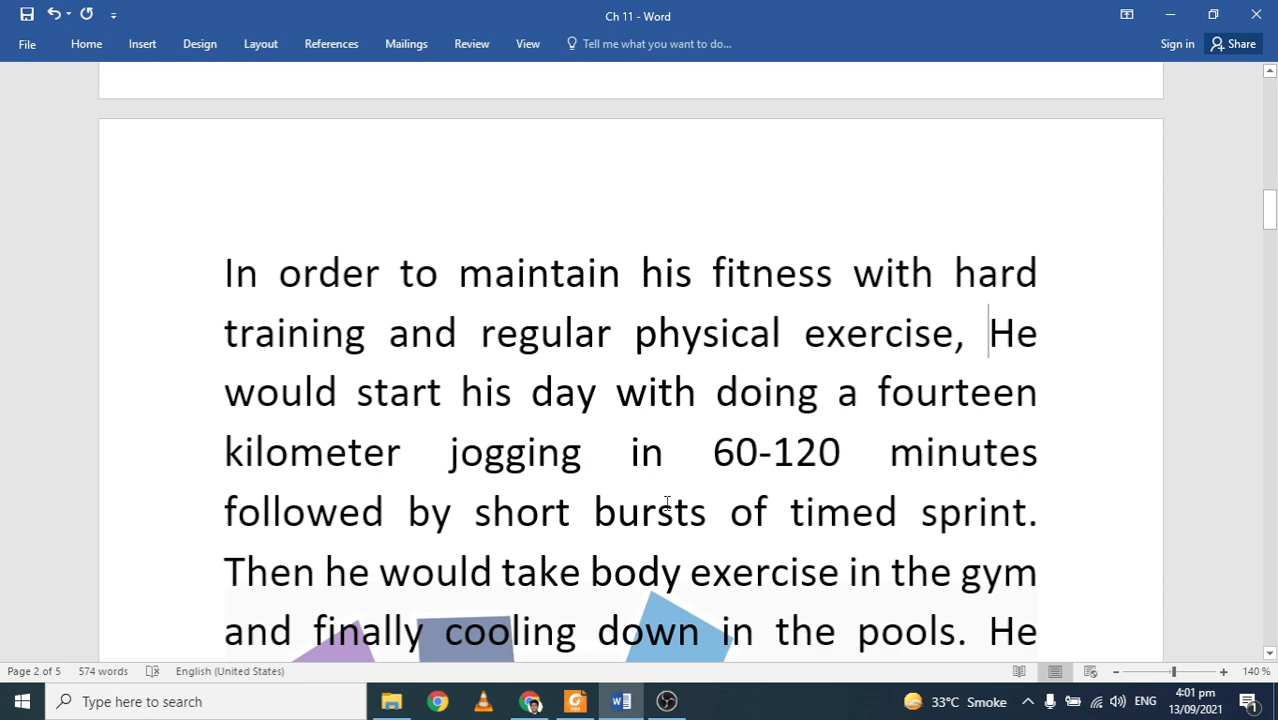 Ch 11 - Word
File Home Insert Design Layout References Mailings Review View Tell me what you want to do... Sign in Share
In order to maintain his fitness with hard
training and regular physical exercise, He
would start his day with doing a fourteen
kilometer jogging in 60-120 minutes
followed by short bursts of timed sprint.
Then he would take body exercise in the gym
and finally cooling down in the pools. He
Page 2 of 5 574 words English (United States) 140 %
Type here to search 33°C Smoke ENG 4:01 pm
13/09/2021